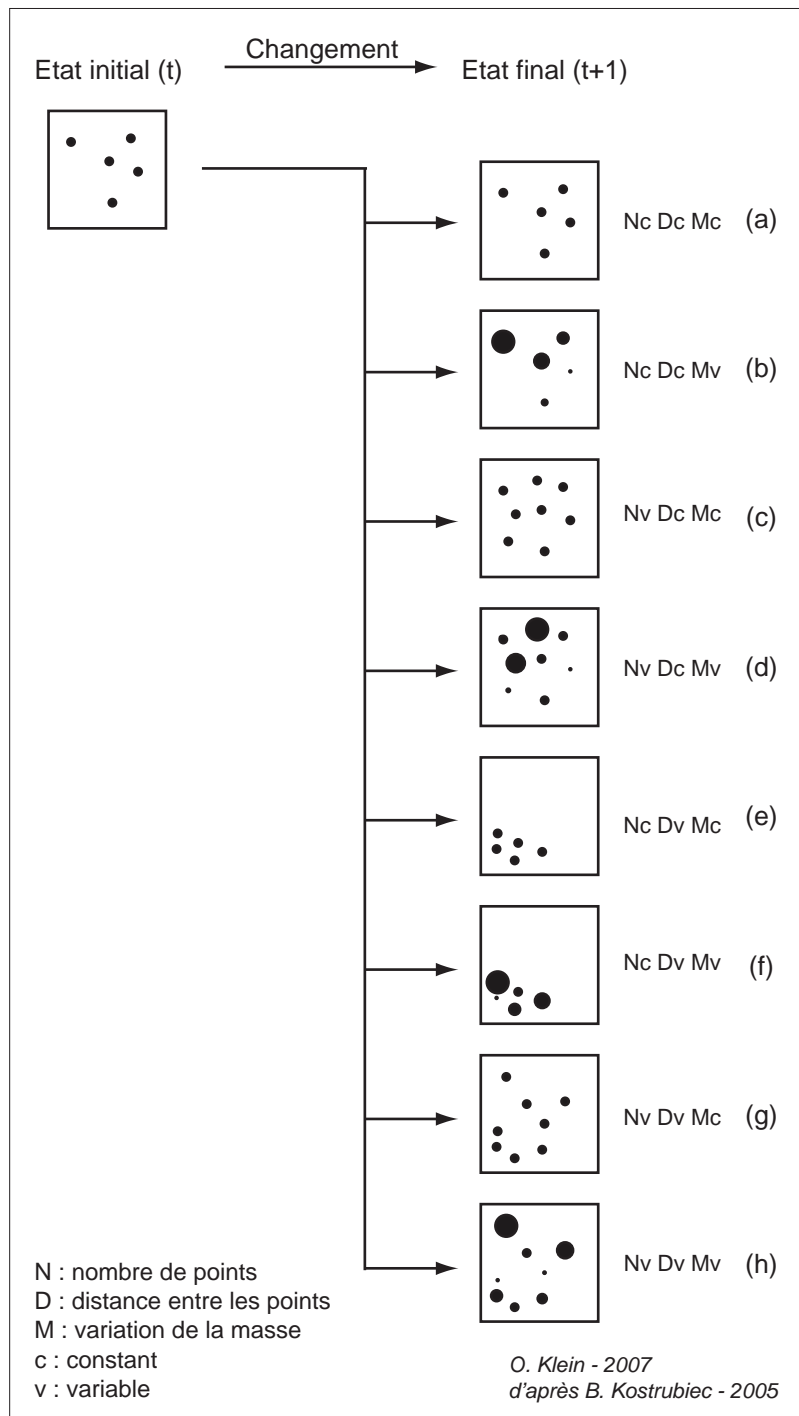 Changement
Etat initial (t)
Etat final (t+1)
Nc Dc Mc (a)
Nc Dc Mv (b)
Nv Dc Mc (c)
Nv Dc Mv (d)
Nc Dv Mc (e)
Nc Dv Mv (f)
Nv Dv Mc (g)
Nv Dv Mv (h)
N : nombre de points
D : distance entre les points
M : variation de la masse
c : constant
v : variable
O. Klein - 2007
d'après B. Kostrubiec - 2005